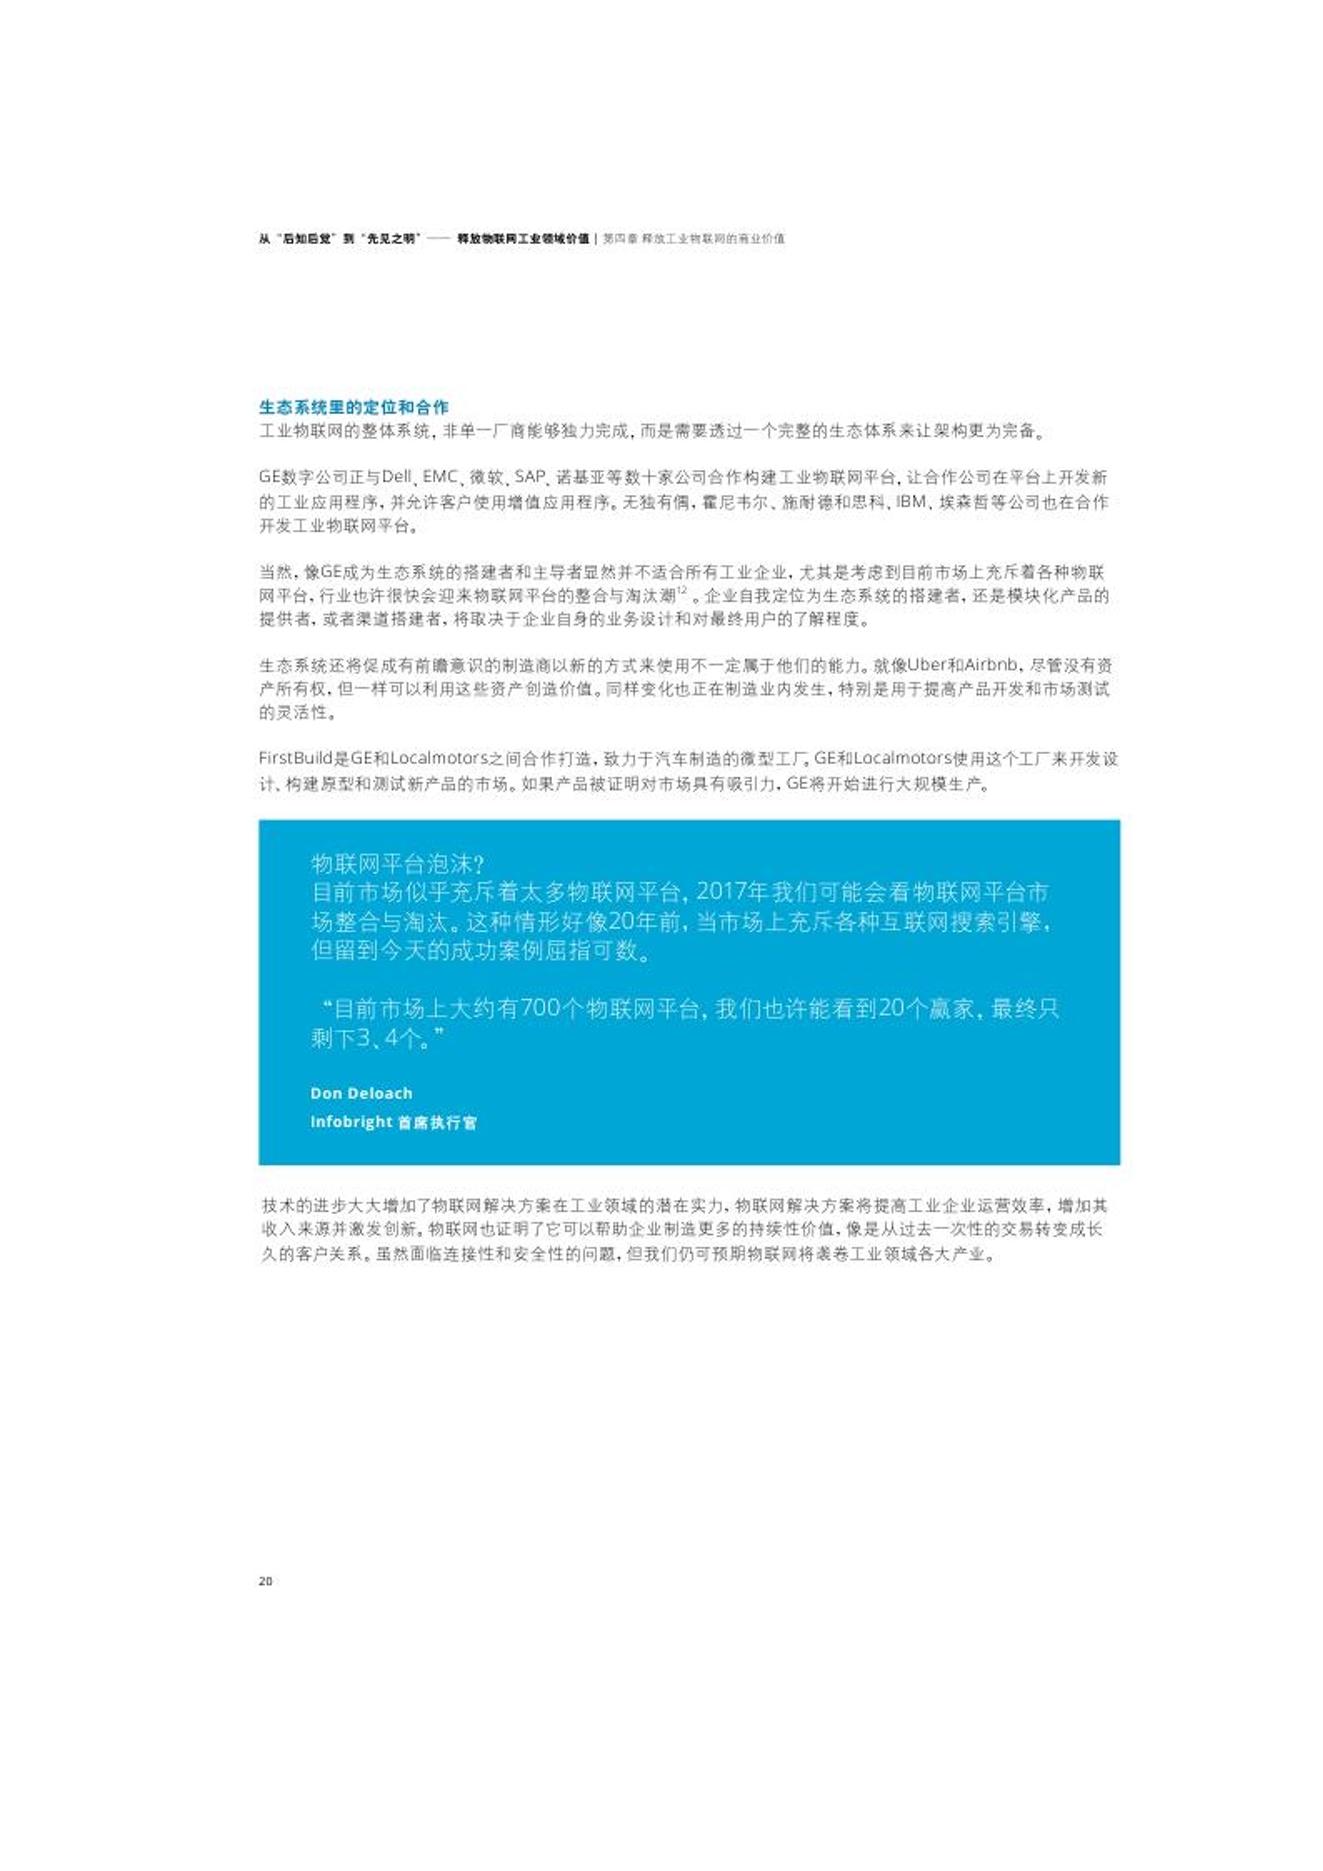 从“后知后觉”到“先见之明”—— 释放物联网工业领域价值 | 第四章 释放工业物联网的商业价值
生态系统里的定位和合作
工业物联网的整体系统，非单一厂商能够独力完成，而是需要透过一个完整的生态体系来让架构更为完备。
GE数字公司正与Dell、EMC、微软、SAP、诺基亚等数十家公司合作构建工业物联网平台，让合作公司在平台上开发新
的工业应用程序，并允许客户使用增值应用程序。无独有偶，霍尼韦尔、施耐德和思科、IBM、埃森哲等公司也在合作
开发工业物联网平台。
当然，像GE成为生态系统的搭建者和主导者显然并不适合所有工业企业，尤其是考虑到目前市场上充斥着各种物联
网平台，行业也许很快会迎来物联网平台的整合与淘汰潮12。企业自我定位为生态系统的搭建者，还是模块化产品的
提供者，或者渠道搭建者，将取决于企业自身的业务设计和对最终用户的了解程度。
生态系统还将促成有前瞻意识的制造商以新的方式来使用不一定属于他们的能力。就像Uber和Airbnb，尽管没有资
产所有权，但一样可以利用这些资产创造价值。同样变化也正在制造业内发生，特别是用于提高产品开发和市场测试
的灵活性。
FirstBuild是GE和Localmotors之间合作打造，致力于汽车制造的微型工厂。GE和Localmotors使用这个工厂来开发设
计、构建原型和测试新产品的市场。如果产品被证明对市场具有吸引力，GE将开始进行大规模生产。
物联网平台泡沫？
目前市场似乎充斥着太多物联网平台，2017年我们可能会看物联网平台市
场整合与淘汰。这种情形好像20年前，当市场上充斥各种互联网搜索引擎，
但留到今天的成功案例屈指可数。
“目前市场上大约有700个物联网平台，我们也许能看到20个赢家，最终只
剩下3、4个。”
Don Deloach
Infobright 首席执行官
技术的进步大大增加了物联网解决方案在工业领域的潜在实力，物联网解决方案将提高工业企业运营效率，增加其
收入来源并激发创新。物联网也证明了它可以帮助企业制造更多的持续性价值，像是从过去一次性的交易转变成长
久的客户关系。虽然面临连接性和安全性的问题，但我们仍可预期物联网将袭卷工业领域各大产业。
20